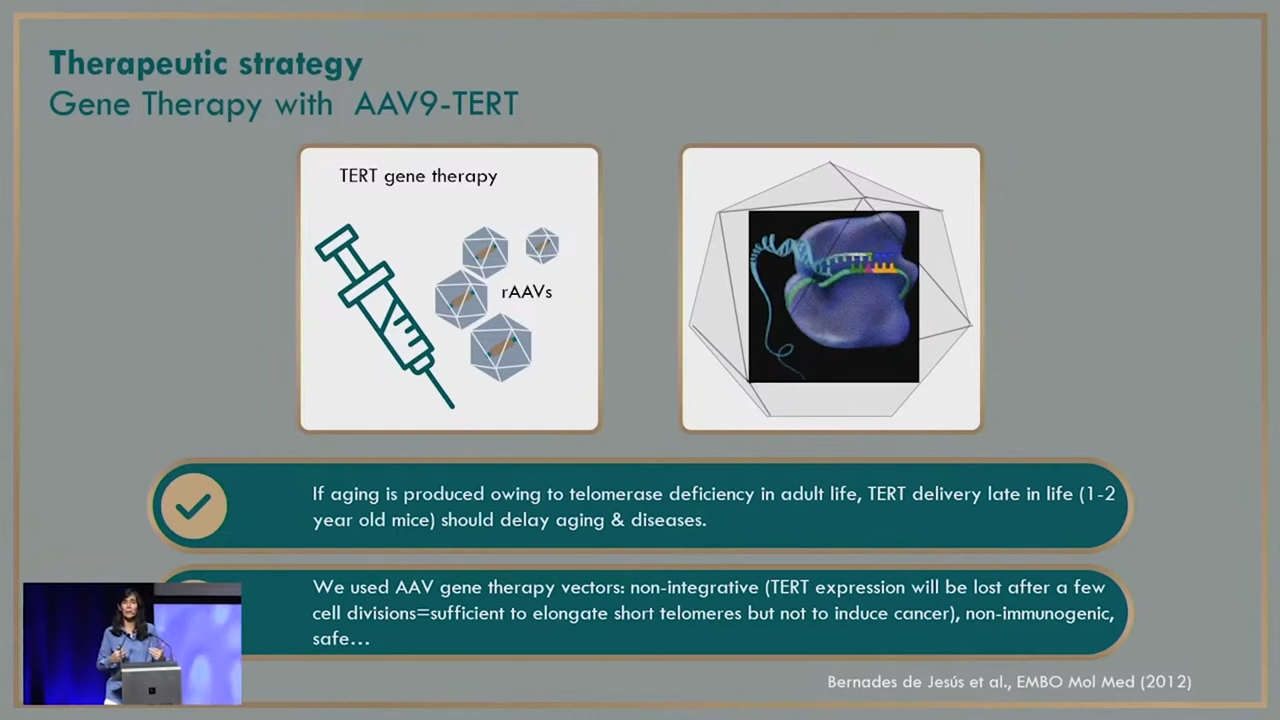 Therapeutic strategy
Gene Therapy with AAV9-TERT
TERT gene therapy
rAAVs
If aging is produced owing to telomerase deficiency in adult life, TERT delivery late in life (1-2
year old mice) should delay aging & diseases.
We used AAV gene therapy vectors: non-integrative (TERT expression will be lost after a few
cell divisions=sufficient to elongate short telomeres but not to induce cancer), non-immunogenic,
safe...
Bernades de Jesús et al., EMBO Mol Med (2012)